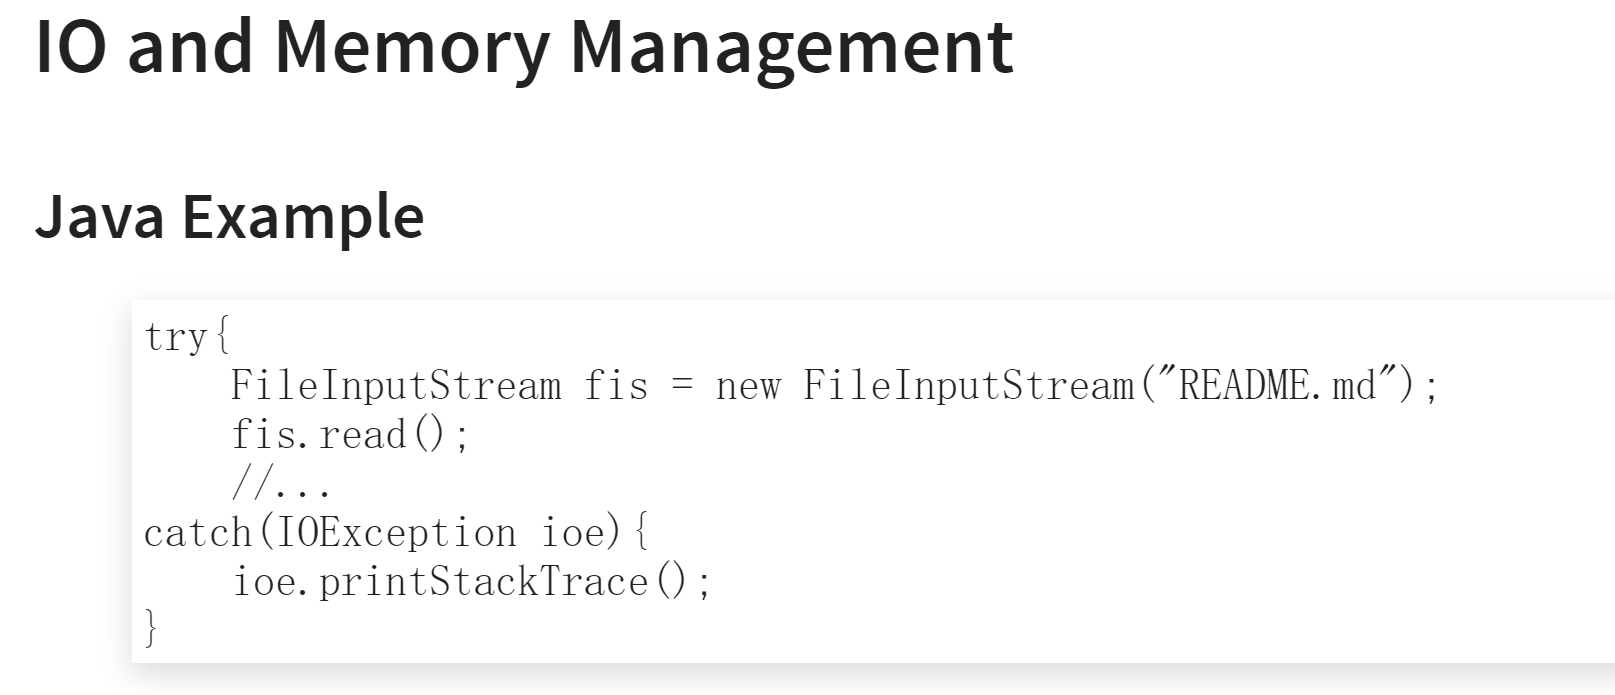 IO and Memory Management
Java Example
try{
    FileInputStream fis = new FileInputStream("README.md");
    fis.read();
    //...
catch(IOException ioe){
    ioe.printStackTrace();
}